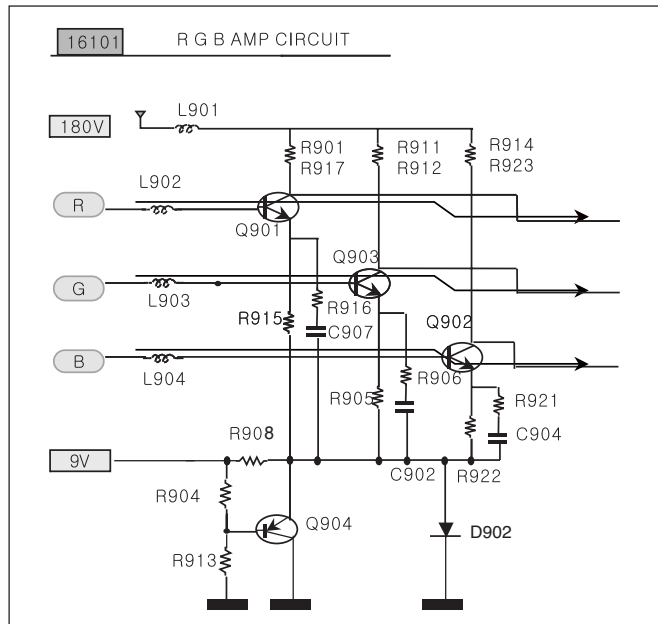 16101 R G B AMP CIRCUIT
L901
180V
R901 R911 R914
R917 R912 R923
L902
R
Q901
Q903
G
L903
R916
R915
C907
Q902
B
L904
R906
R905
R921
C904
R908
9V
C902 R922
R904
Q904
D902
R913